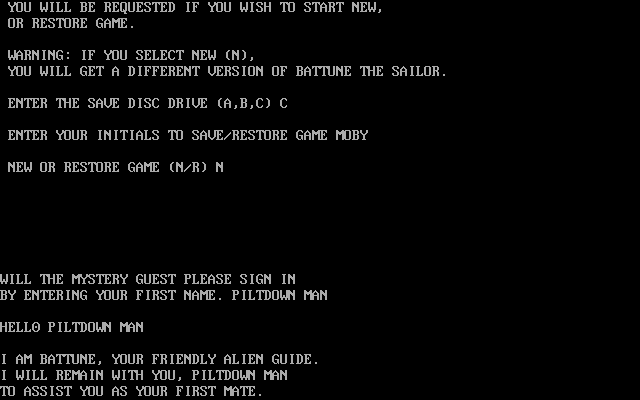 YOU WILL BE REQUESTED IF YOU WISH TO START NEW,
OR RESTORE GAME.
WARNING: IF YOU SELECT NEW (N),
YOU WILL GET A DIFFERENT VERSION OF BATTUNE THE SAILOR.
ENTER THE SAVE DISC DRIVE (A,B,C) C
ENTER YOUR INITIALS TO SAVE/RESTORE GAME MOBY
NEW OR RESTORE GAME (N/R) N
WILL THE MYSTERY GUEST PLEASE SIGN IN
BY ENTERING YOUR FIRST NAME. PILTDOWN MAN
HELLO PILTDOWN MAN
I AM BATTUNE, YOUR FRIENDLY ALIEN GUIDE.
I WILL REMAIN WITH YOU, PILTDOWN MAN
TO ASSIST YOU AS YOUR FIRST MATE.